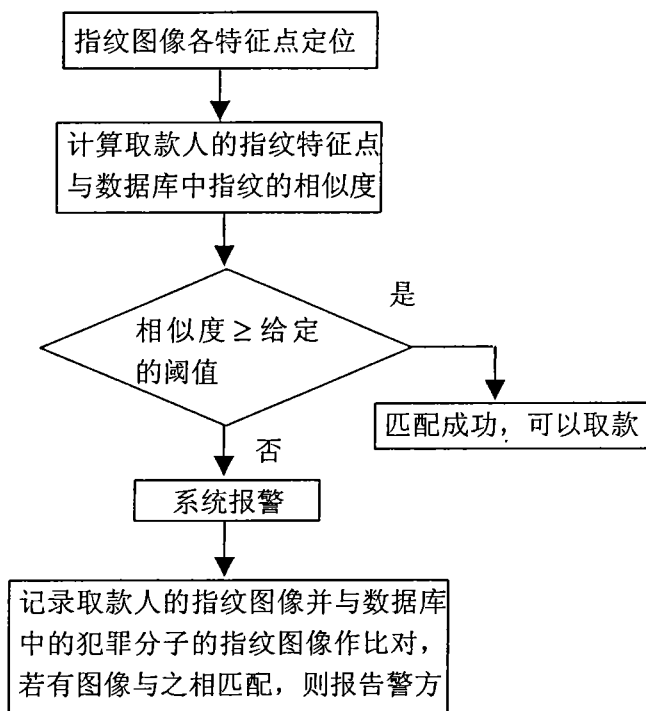 指纹图像各特征点定位
计算取款人的指纹特征点
与数据库中指纹的相似度
是
相似度≥给定
的阈值
匹配成功，可以取款
否
系统报警
记录取款人的指纹图像并与数据库
中的犯罪分子的指纹图像作比对，
若有图像与之相匹配，则报告警方